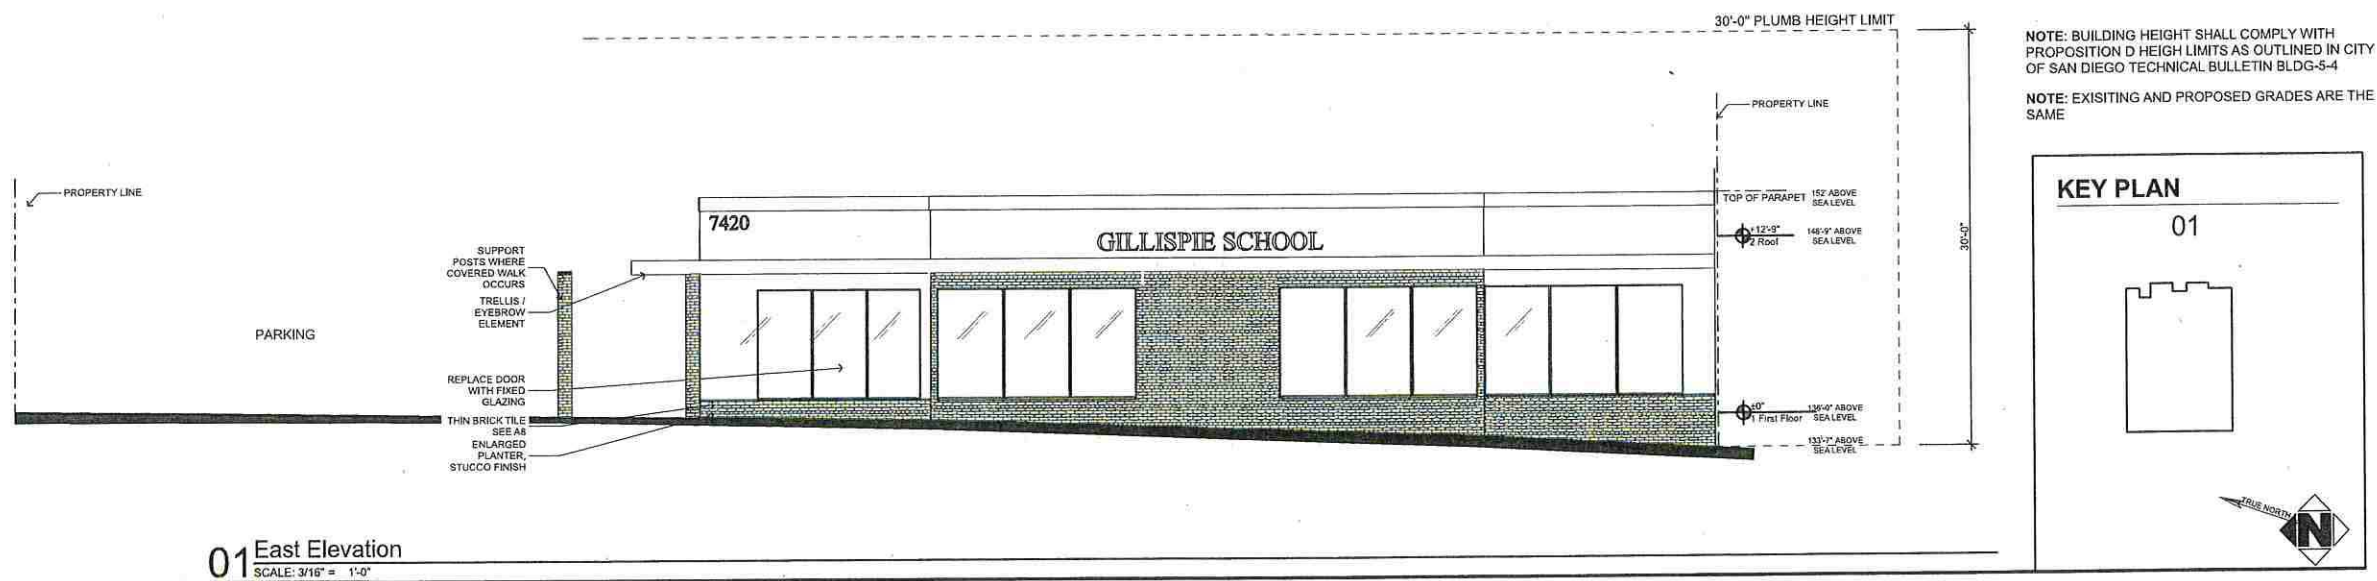 30'-0" PLUMB HEIGHT LIMIT
NOTE: BUILDING HEIGHT SHALL COMPLY WITH
PROPOSITION D HEIGH LIMITS AS OUTLINED IN CITY
OF SAN DIEGO TECHNICAL BULLETIN BLDG-5-4
NOTE: EXISITING AND PROPOSED GRADES ARE THE
SAME
PROPERTY LINE
PROPERTY LINE
TOP OF PARAPET
152' ABOVE
SEA LEVEL
7420
GILLISPIE SCHOOL
+12'-9"
2 Roof
148'-9" ABOVE
SEA LEVEL
30'-0"
SUPPORT
POSTS WHERE
COVERED WALK
OCCURS
TRELLIS /
EYEBROW
ELEMENT
PARKING
REPLACE DOOR
WITH FIXED
GLAZING
THIN BRICK TILE
SEE A8
ENLARGED
PLANTER,
STUCCO FINISH
±0"
1 First Floor
136'-0" ABOVE
SEA LEVEL
133'-7" ABOVE
SEA LEVEL
KEY PLAN
01
TRUE NORTH
N
01 East Elevation
SCALE: 3/16" = 1'-0"